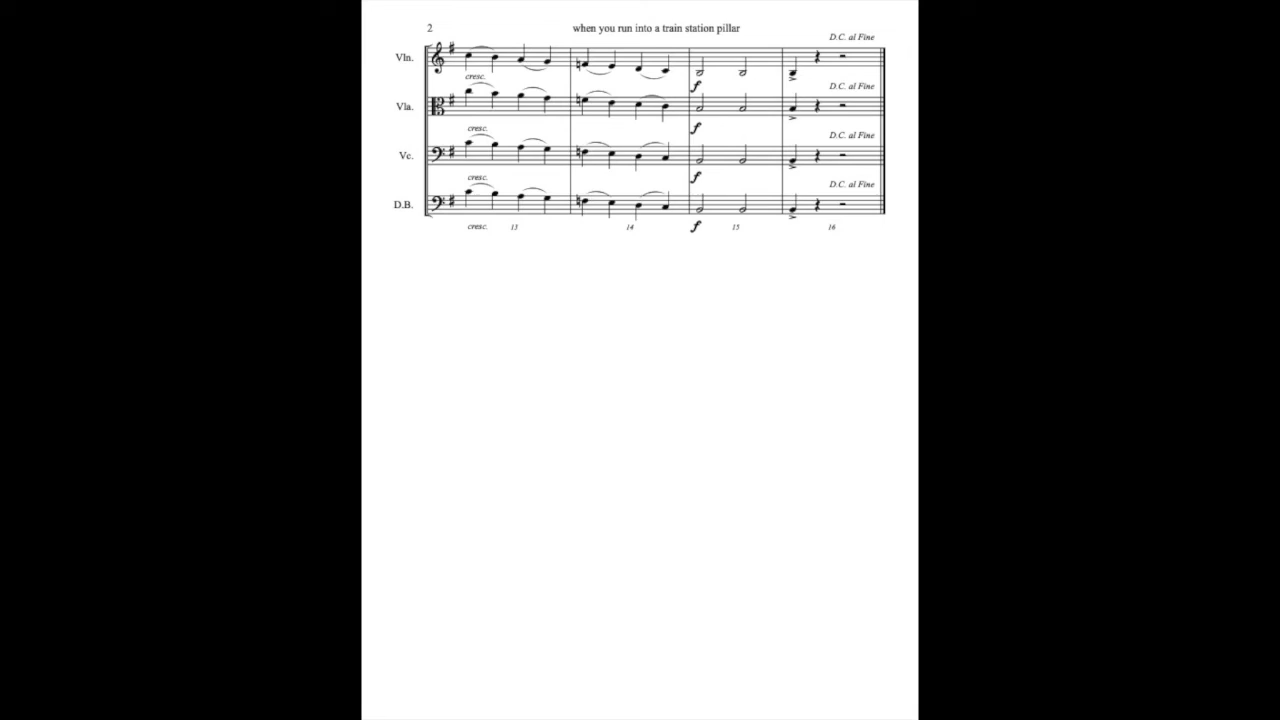 2 when you run into a train station pillar
D.C. al Fine
Vln.
cresc.
f
D.C. al Fine
Vla.
cresc.
f
D.C. al Fine
Vc.
cresc.
f
D.C. al Fine
D.B.
cresc. 13 14 f 15 16